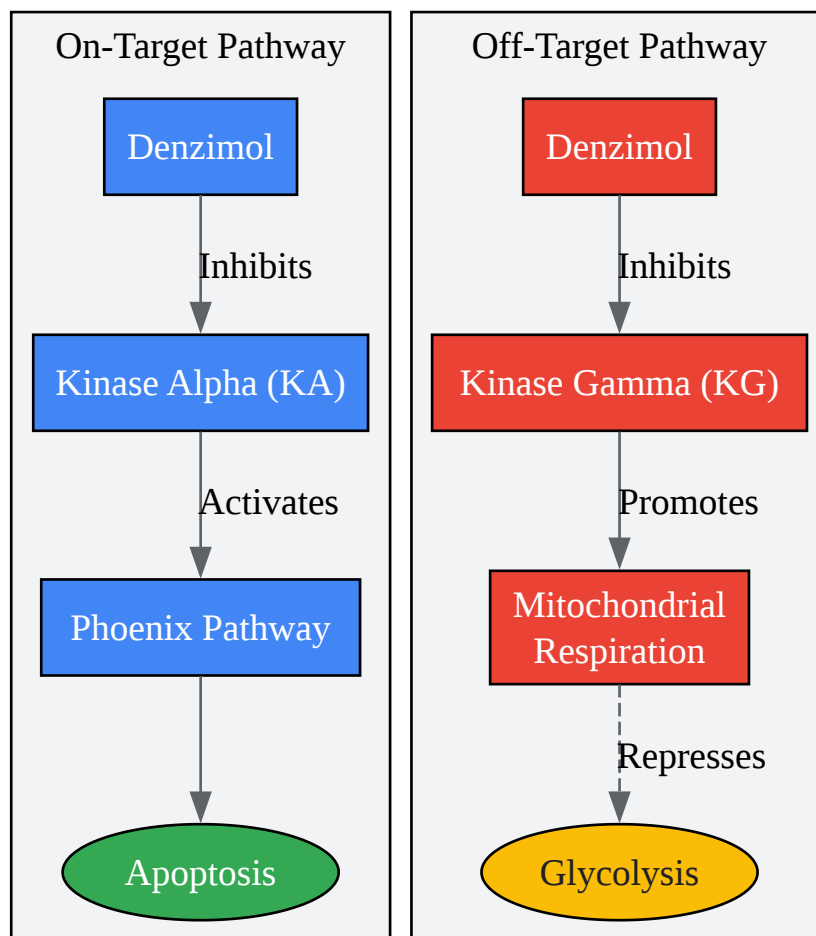 On-Target Pathway
Denzimol
Inhibits
Kinase Alpha (KA)
Activates
Phoenix Pathway
Apoptosis
Off-Target Pathway
Denzimol
Inhibits
Kinase Gamma (KG)
Promotes
Mitochondrial
Respiration
Represses
Glycolysis